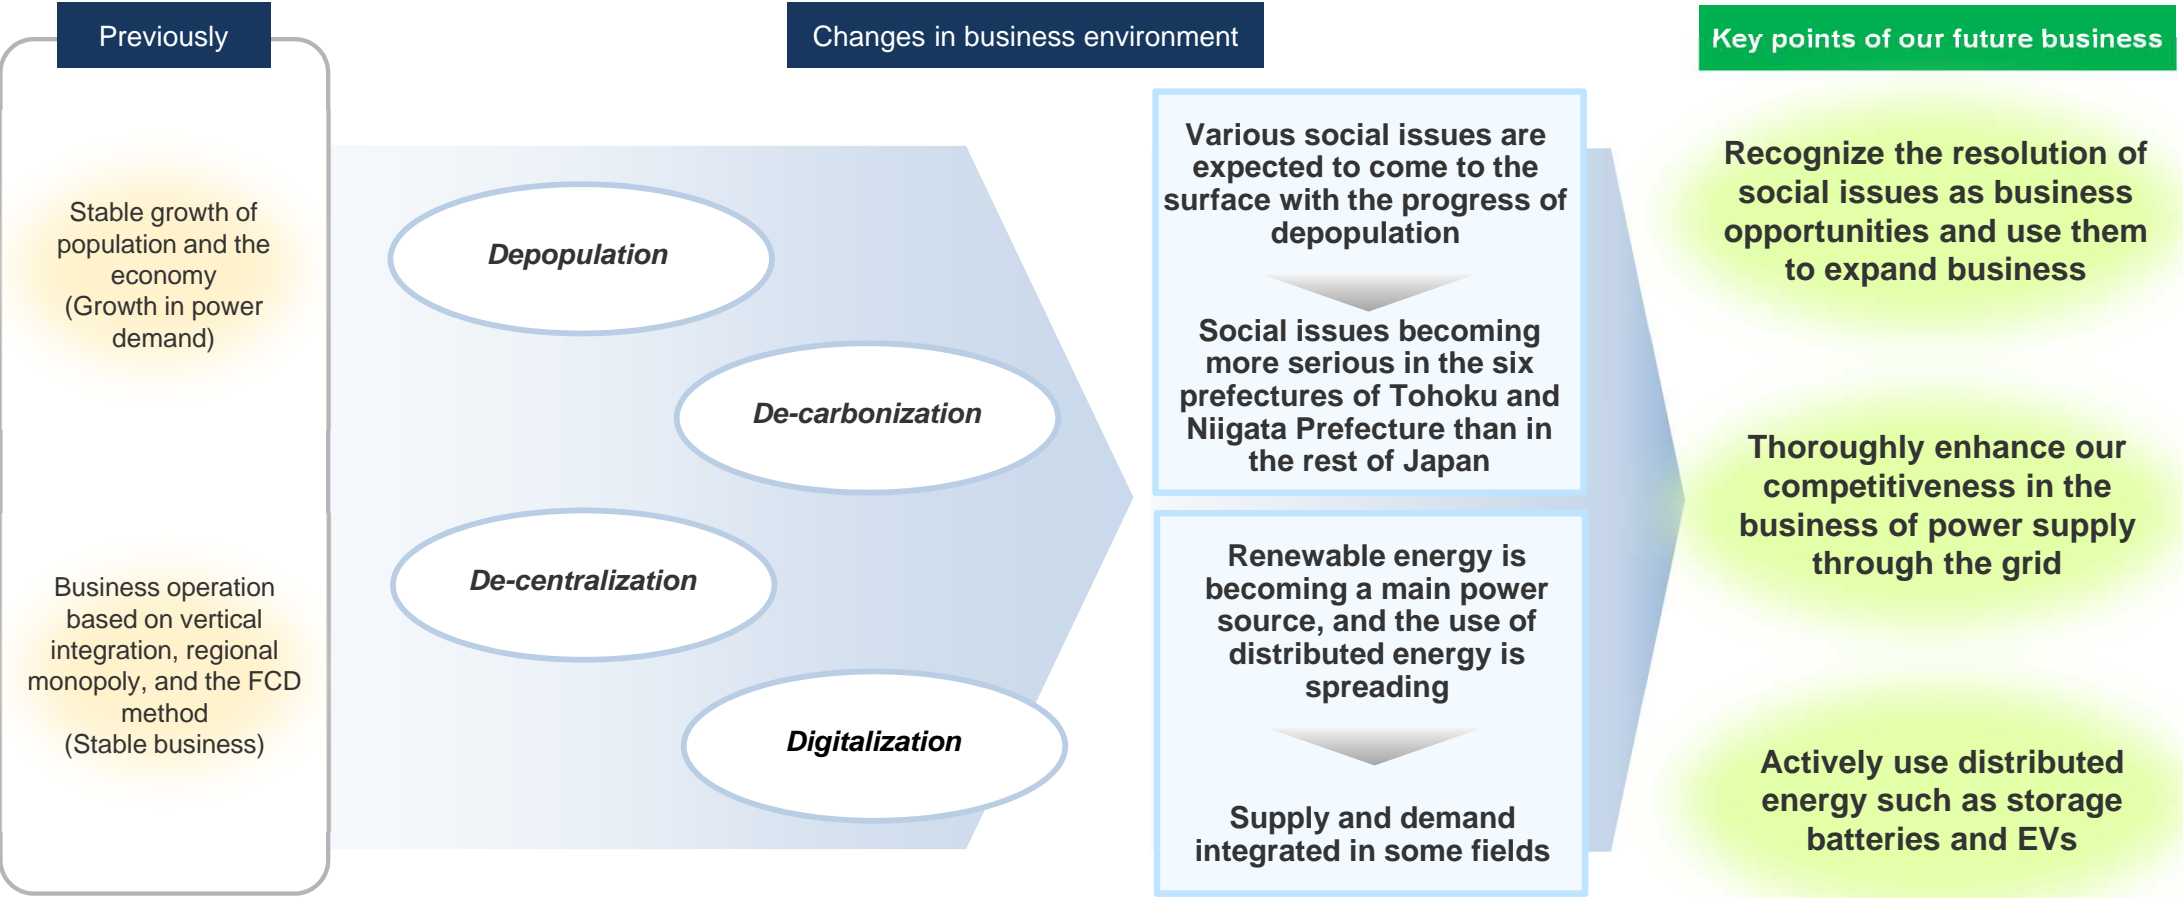 Previously
Stable growth of
population and the
economy
(Growth in power
demand)
Business operation
based on vertical
integration, regional
monopoly, and the FCD
method
(Stable business)
Changes in business environment
Depopulation
De-carbonization
De-centralization
Digitalization
Various social issues are
expected to come to the
surface with the progress of
depopulation
Social issues becoming
more serious in the six
prefectures of Tohoku and
Niigata Prefecture than in
the rest of Japan
Renewable energy is
becoming a main power
source, and the use of
distributed energy is
spreading
Supply and demand
integrated in some fields
Key points of our future business
Recognize the resolution of
social issues as business
opportunities and use them
to expand business
Thoroughly enhance our
competitiveness in the
business of power supply
through the grid
Actively use distributed
energy such as storage
batteries and EVs